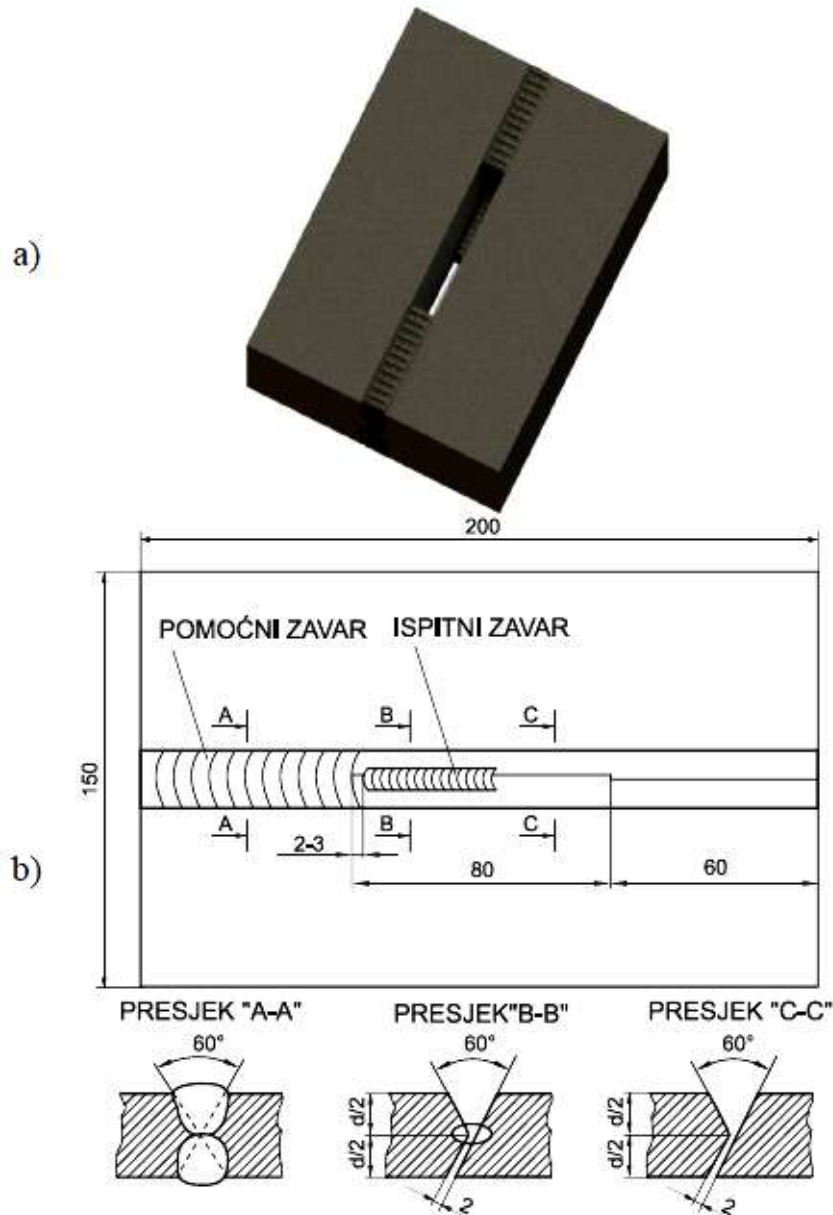 a)
200
POMOĆNI ZAVAR ISPITNI ZAVAR
A B C
150
A B C
2-3
80 60
b)
PRESJEK "A-A" PRESJEK"B-B" PRESJEK "C-C"
60° 60° 60°
d/2 d/2
d/2 d/2
2 2